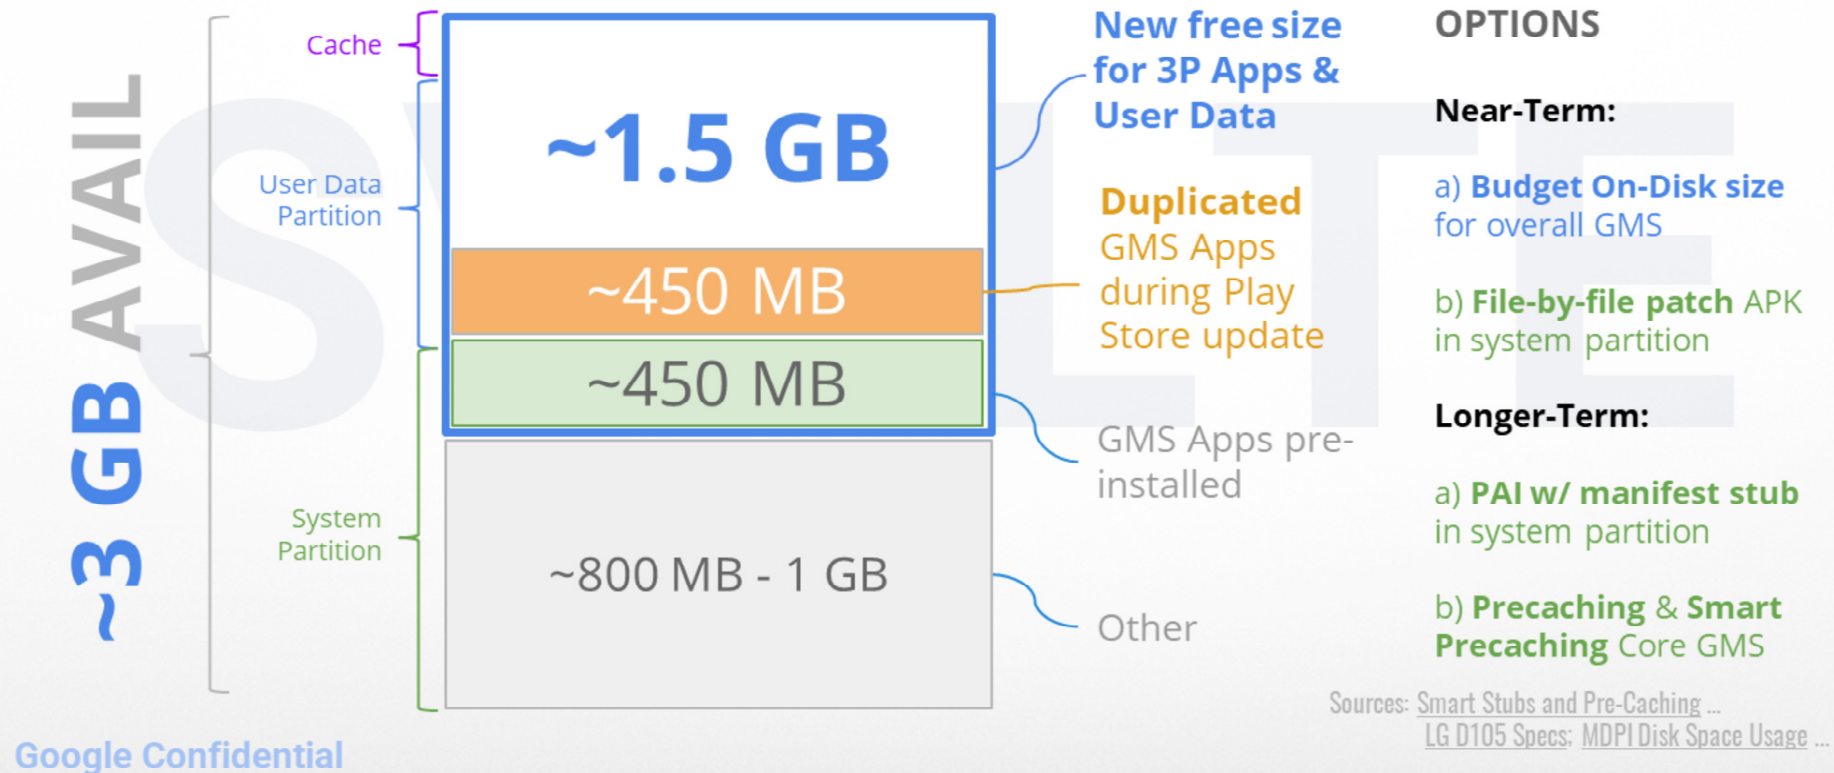 ~3 GB AVAIL
Cache
User Data
Partition
System
Partition
~1.5 GB
~450 MB
~450 MB
~800 MB - 1 GB
New free size
for 3P Apps &
User Data
Duplicated
GMS Apps
during Play
Store update
GMS Apps pre-
installed
Other
OPTIONS
Near-Term:
a) Budget On-Disk size
for overall GMS
b) File-by-file patch APK
in system partition
Longer-Term:
a) PAI w/ manifest stub
in system partition
b) Precaching & Smart
Precaching Core GMS
Sources: Smart Stubs and Pre-Caching ...
LG D105 Specs; MDPI Disk Space Usage ...
Google Confidential